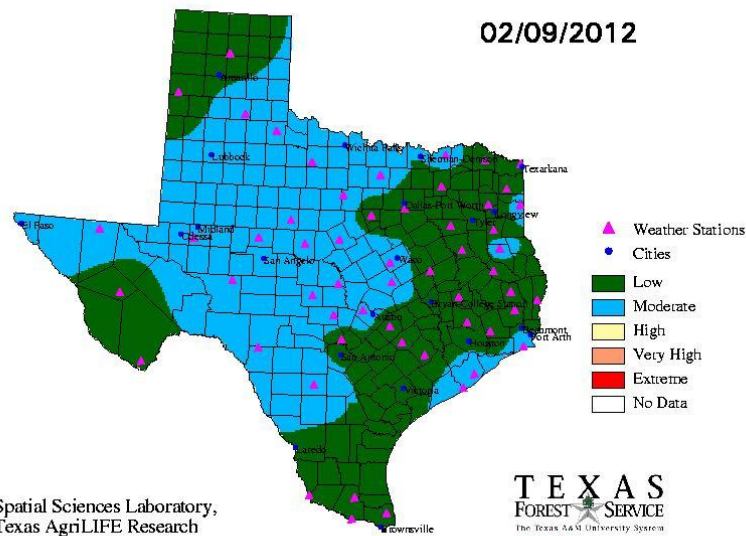 02/09/2012
Amarillo
Lubbock
Wichita Falls
Sherman-Denison
Texarkana
Dallas-Fort Worth
Longview
Tyler
El Paso
Midland
Odessa
San Angelo
Waco
Bryan-College Station
Austin
Beaumont
Port Arth
Houston
San Antonio
Victoria
Laredo
Brownsville
Weather Stations
Cities
Low
Moderate
High
Very High
Extreme
No Data
Spatial Sciences Laboratory,
Texas AgriLIFE Research
TEXAS
FOREST SERVICE
The Texas A&M University System